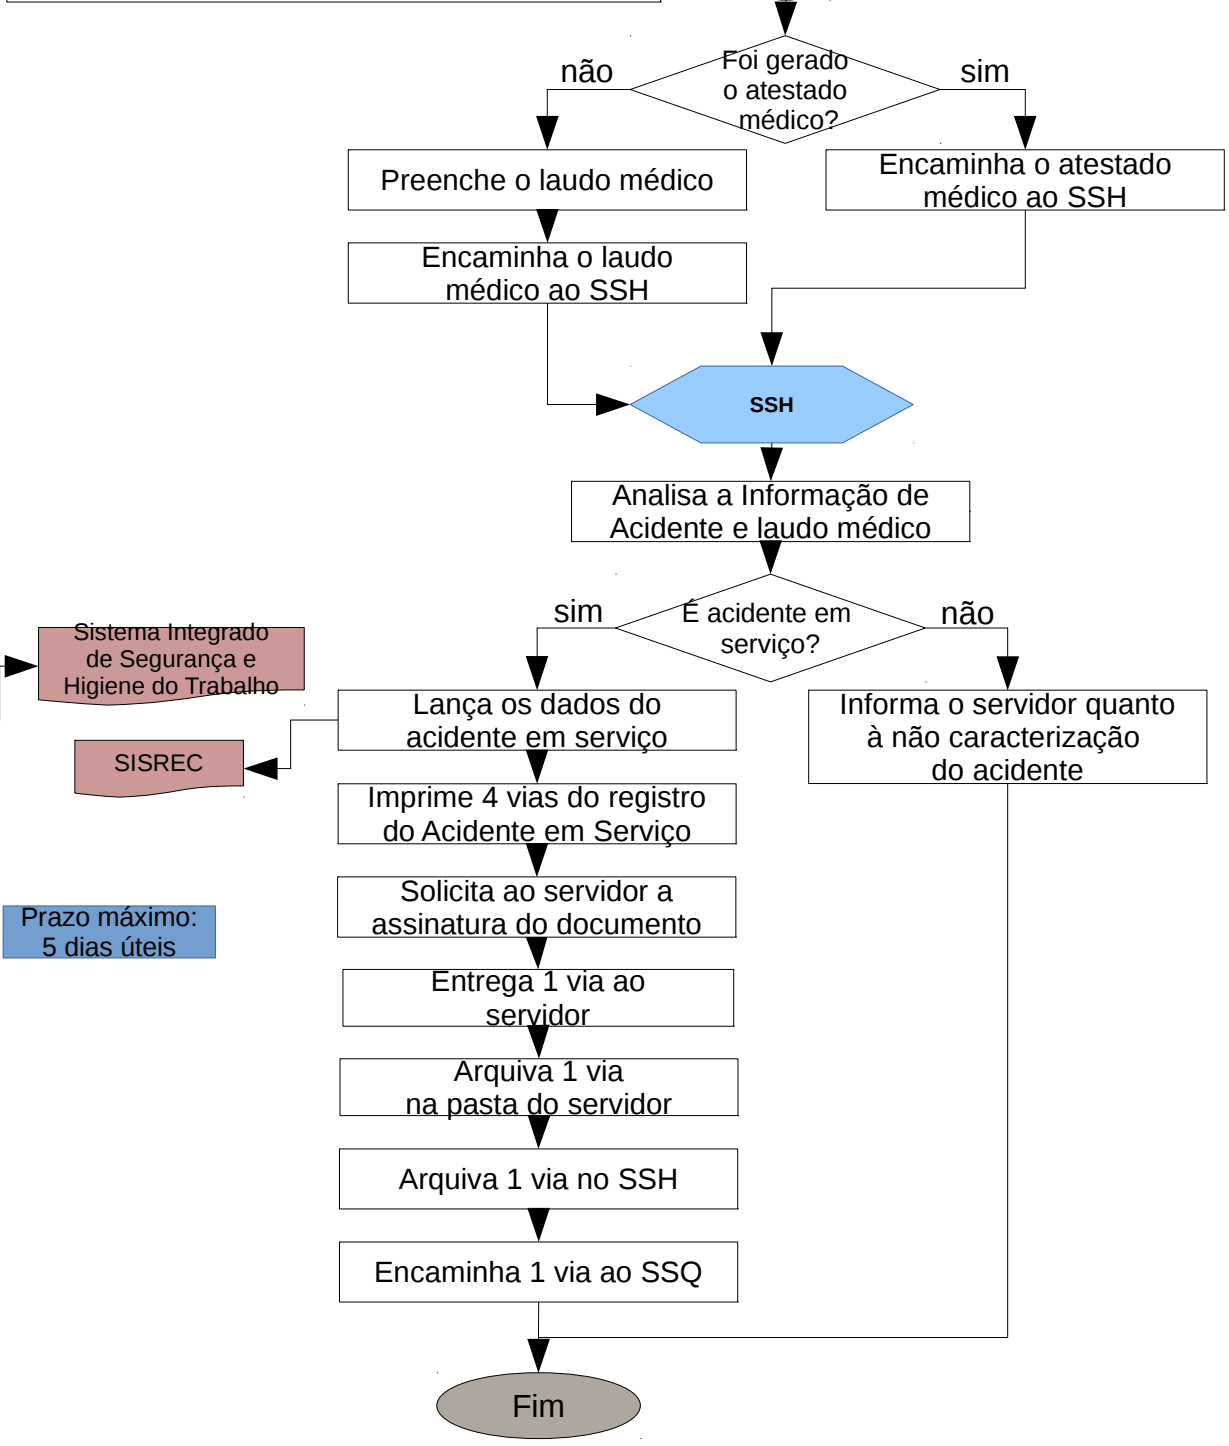 Foi gerado
o atestado
médico?
não
sim
Preenche o laudo médico
Encaminha o atestado
médico ao SSH
Encaminha o laudo
médico ao SSH
SSH
Analisa a Informação de
Acidente e laudo médico
É acidente em
serviço?
sim
não
Sistema Integrado
de Segurança e
Higiene do Trabalho
Lança os dados do
acidente em serviço
Informa o servidor quanto
à não caracterização
do acidente
SISREC
Imprime 4 vias do registro
do Acidente em Serviço
Solicita ao servidor a
assinatura do documento
Prazo máximo:
5 dias úteis
Entrega 1 via ao
servidor
Arquiva 1 via
na pasta do servidor
Arquiva 1 via no SSH
Encaminha 1 via ao SSQ
Fim